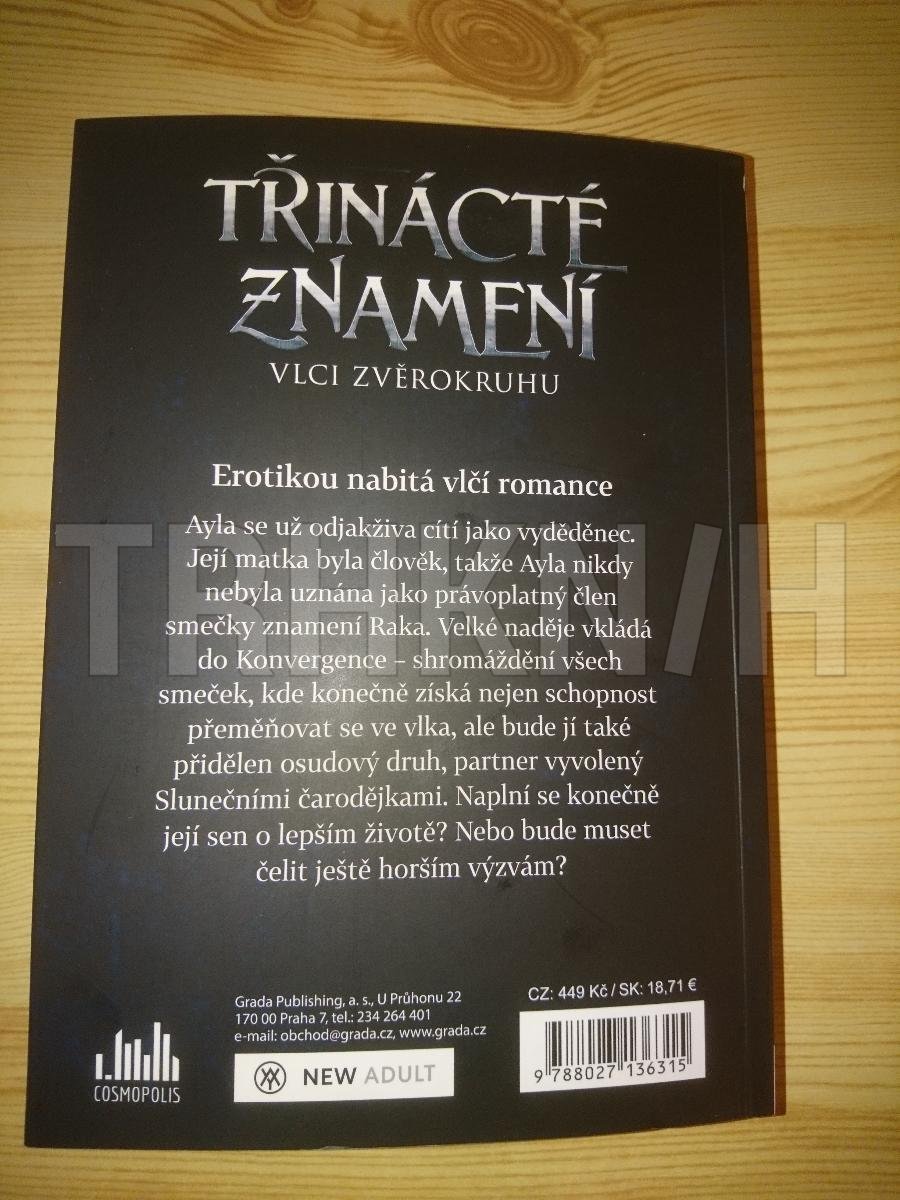 TŘINÁCTÉ
ZNAMENÍ
VLCI ZVĚROKRUHU
Erotikou nabitá vlčí romance
Ayla se už odjakživa cítí jako vyděděnec.
Její matka byla člověk, takže Ayla nikdy
nebyla uznána jako právoplatný člen
smečky znamení Raka. Velké naděje vkládá
do Konvergence – shromáždění všech
smeček, kde konečně získá nejen schopnost
přeměňovat se ve vlka, ale bude jí také
přidělen osudový druh, partner vyvolený
Slunečními čarodějkami. Naplní se konečně
její sen o lepším životě? Nebo bude muset
čelit ještě horším výzvám?
Grada Publishing, a. s., U Průhonu 22
170 00 Praha 7, tel.: 234 264 401
e-mail: obchod@grada.cz, www.grada.cz
CZ: 449 Kč / SK: 18,71 €
COSMOPOLIS
NEW ADULT
9 788027 136315
TRHKN/H